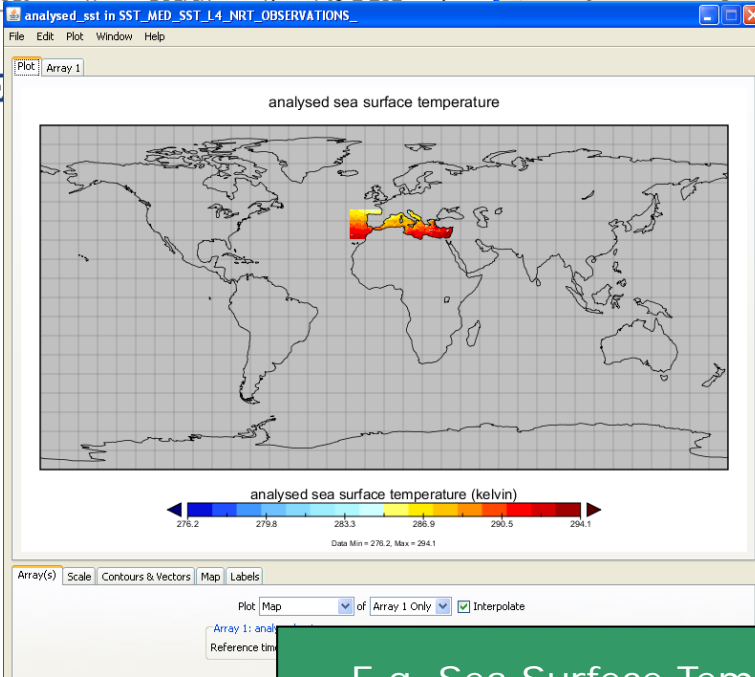 analysed_sst in SST_MED_SST_L4_NRT_OBSERVATIONS_
File Edit Plot Window Help
Plot Array 1
analysed sea surface temperature
analysed sea surface temperature (kelvin)
276.2 279.8 283.3 286.9 290.5 294.1
Data Min = 276.2, Max = 294.1
Array(s) Scale Contours & Vectors Map Labels
Plot Map of Array 1 Only Interpolate
Array 1:
Reference
E.g. Sea Surface